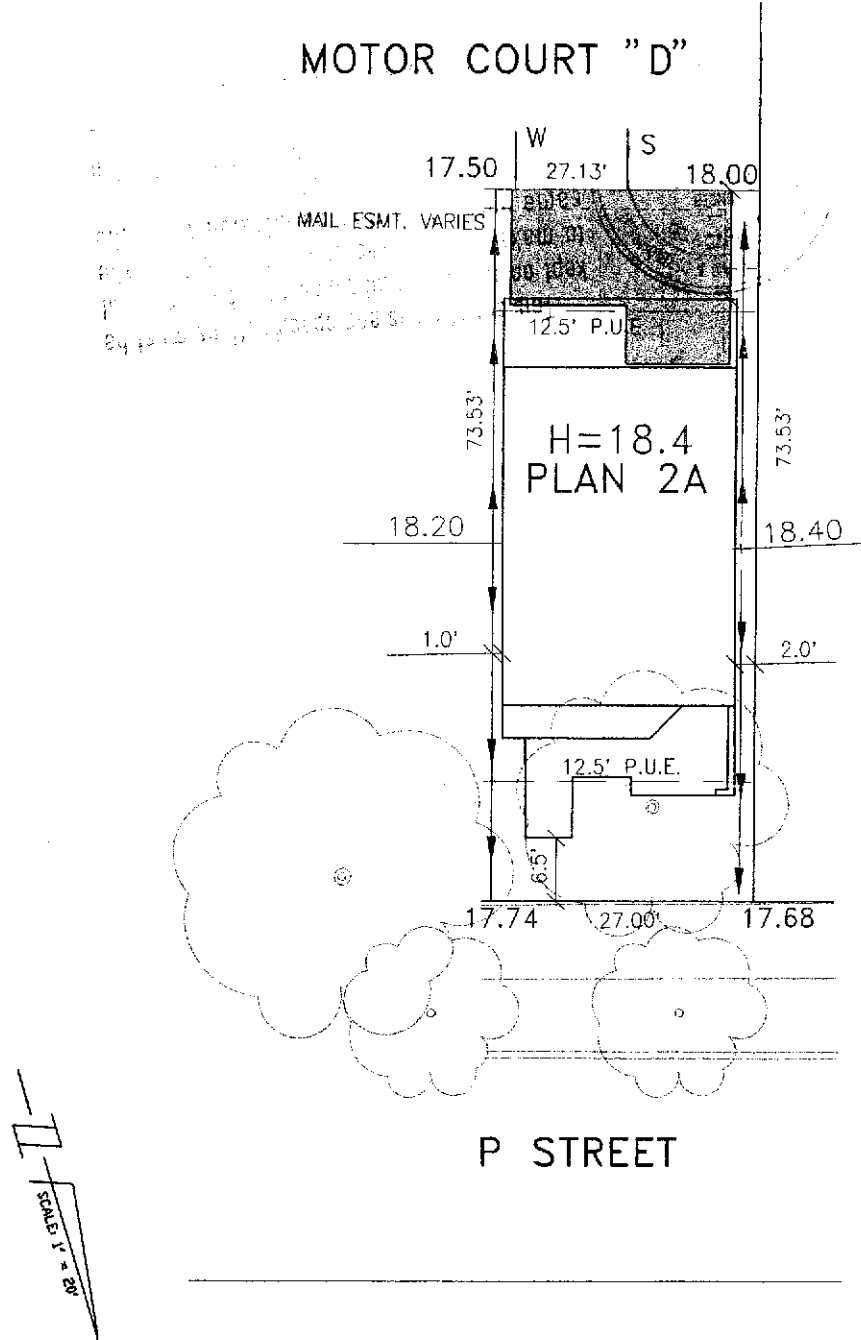 MOTOR COURT "D"
W
S
17.50
27.13'
18.00
MAIL ESMT. VARIES
12.5' P.U.E.
73.53'
73.53'
H=18.4
PLAN 2A
18.20
18.40
1.0'
2.0'
12.5' P.U.E.
6.5'
17.74
27.00'
17.68
P STREET
SCALE: 1" = 20'